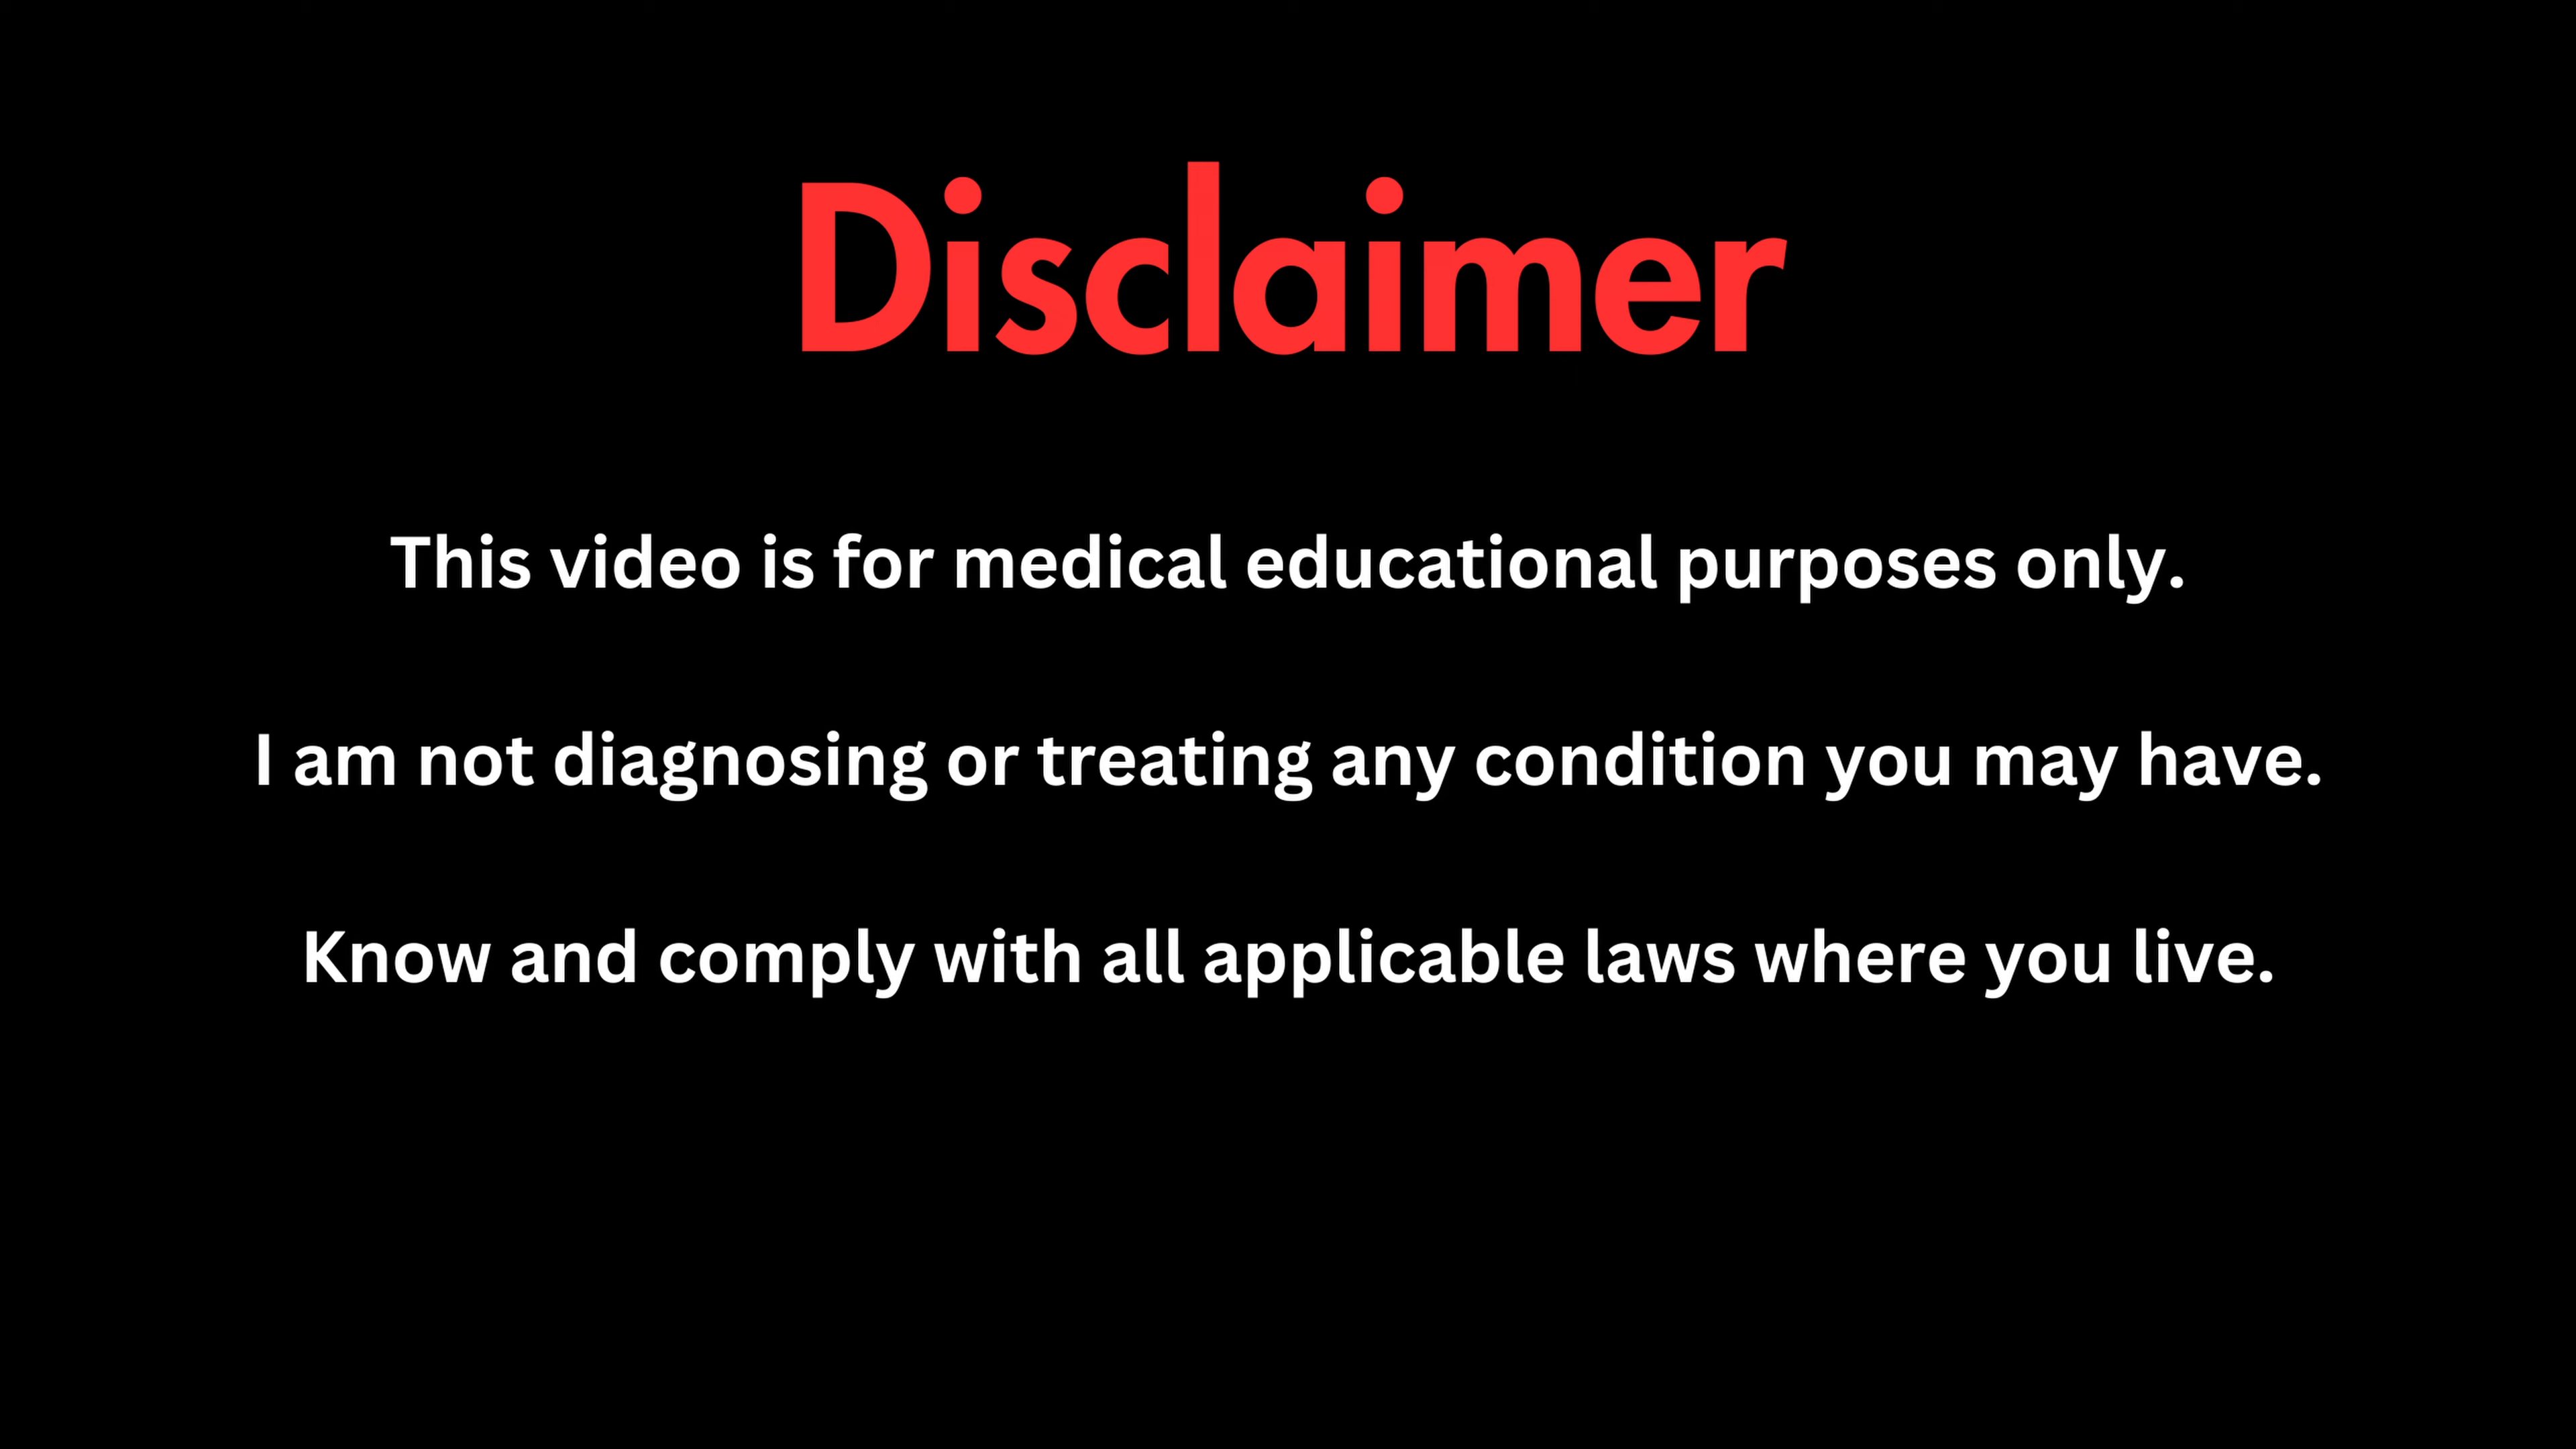 Disclaimer
This video is for medical educational purposes only.
I am not diagnosing or treating any condition you may have.
Know and comply with all applicable laws where you live.